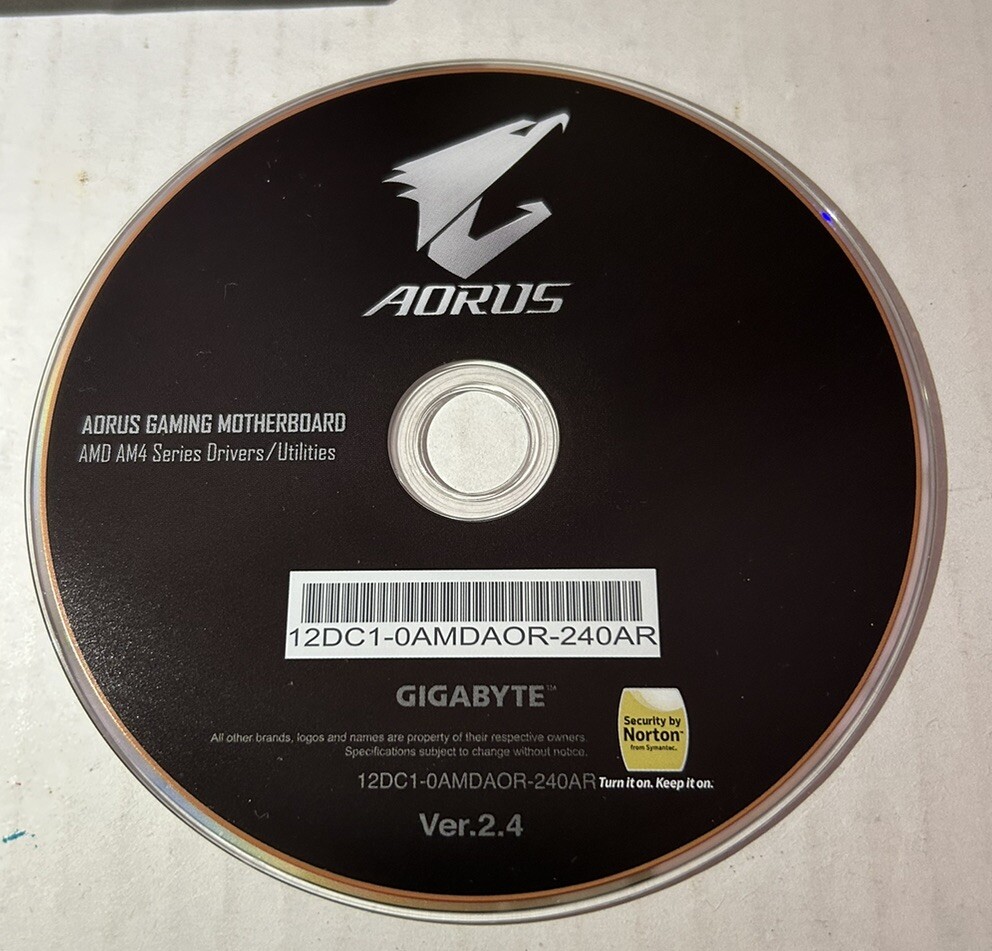 AORUS
AORUS GAMING MOTHERBOARD
AMD AM4 Series Drivers/Utilities
12DC1-0AMDAOR-240AR
GIGABYTE™
Security by
Norton™
from Symantec.
All other brands, logos and names are property of their respective owners.
Specifications subject to change without notice.
12DC1-0AMDAOR-240AR
Turn it on. Keep it on.
Ver.2.4